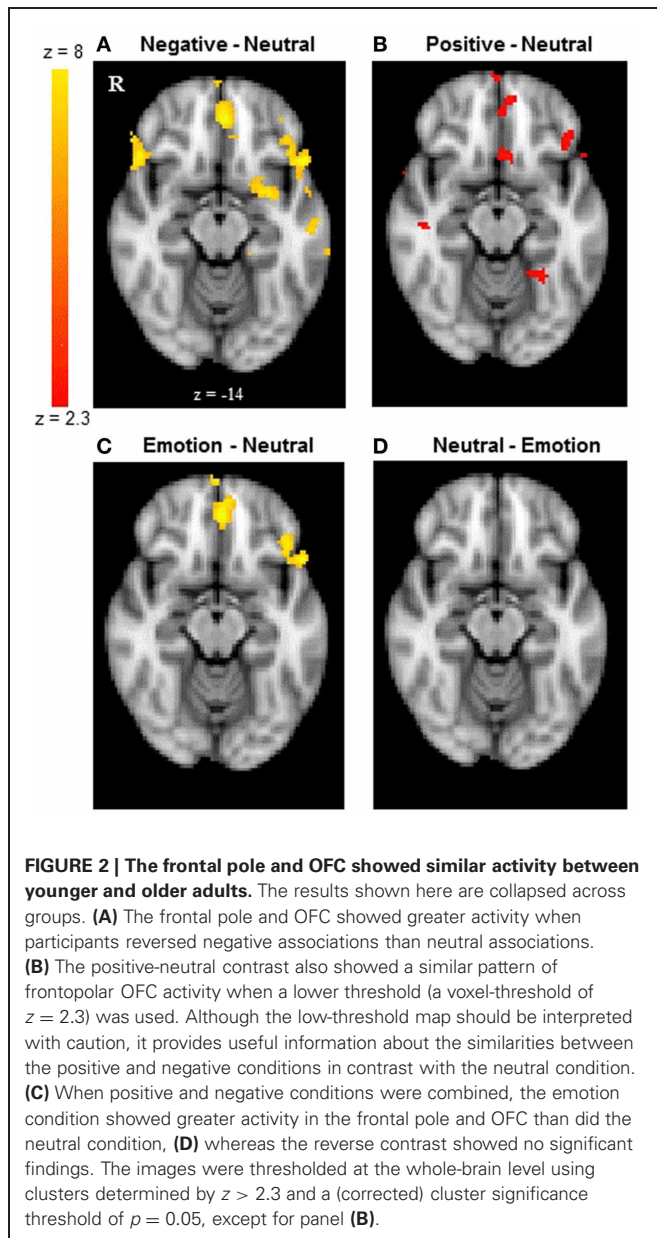 z = 8
A Negative - Neutral
B Positive - Neutral
R
z = -14
z = 2.3
C Emotion - Neutral
D Neutral - Emotion
FIGURE 2 | The frontal pole and OFC showed similar activity between
younger and older adults. The results shown here are collapsed across
groups. (A) The frontal pole and OFC showed greater activity when
participants reversed negative associations than neutral associations.
(B) The positive-neutral contrast also showed a similar pattern of
frontopolar OFC activity when a lower threshold (a voxel-threshold of
z = 2.3) was used. Although the low-threshold map should be interpreted
with caution, it provides useful information about the similarities between
the positive and negative conditions in contrast with the neutral condition.
(C) When positive and negative conditions were combined, the emotion
condition showed greater activity in the frontal pole and OFC than did the
neutral condition, (D) whereas the reverse contrast showed no significant
findings. The images were thresholded at the whole-brain level using
clusters determined by z > 2.3 and a (corrected) cluster significance
threshold of p = 0.05, except for panel (B).